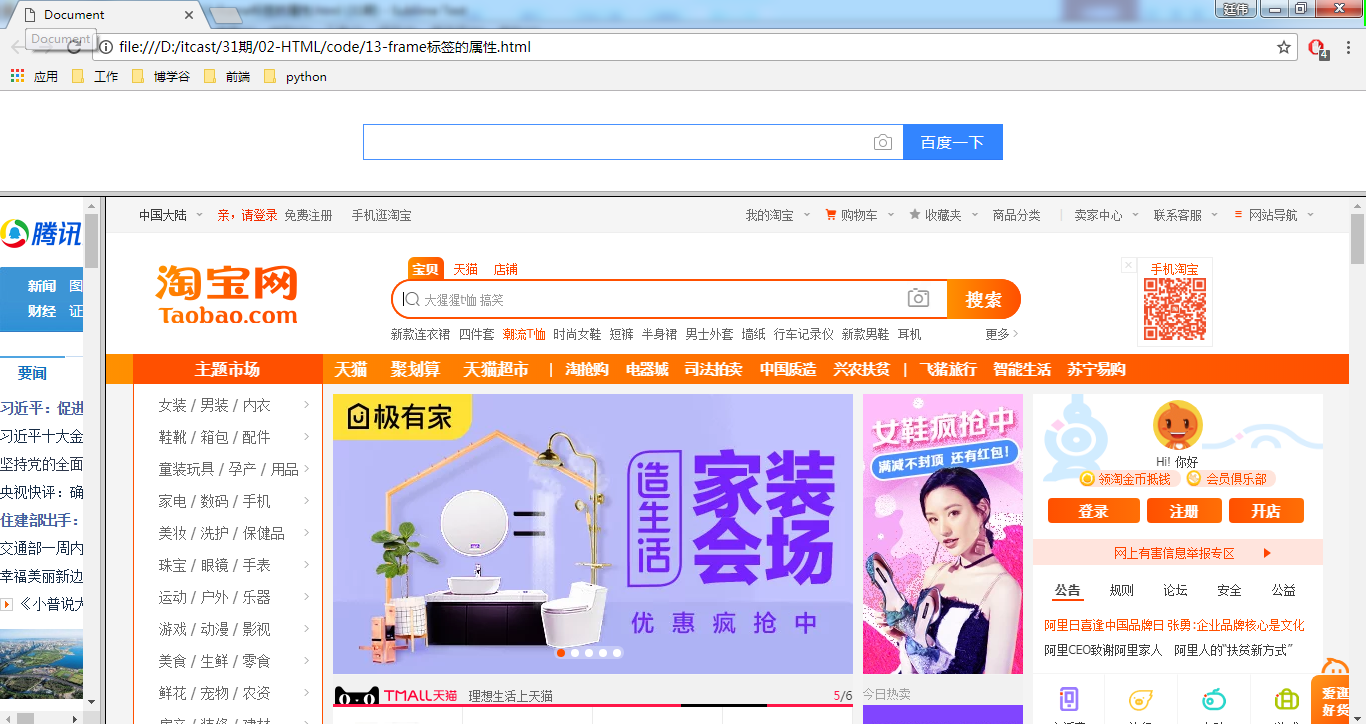 Document
廷伟
Document
file:///D:/itcast/31期/02-HTML/code/13-frame标签的属性.html
4
应用 工作 博学谷 前端 python
百度一下
腾讯
新闻 图
财经 证
要闻
习近平：促进
习近平十大金
坚持党的全面
央视快评：确
住建部出手：
交通部一周内
幸福美丽新边
《小普说大
中国大陆 亲，请登录 免费注册 手机逛淘宝
我的淘宝 购物车 收藏夹 商品分类 | 卖家中心 联系客服 网站导航
淘宝网
Taobao.com
宝贝 天猫 店铺
大猩猩t恤 搞笑
搜索
新款连衣裙 四件套 潮流T恤 时尚女鞋 短裤 半身裙 男士外套 墙纸 行车记录仪 新款男鞋 耳机 更多
手机淘宝
主题市场 天猫 聚划算 天猫超市 | 淘抢购 电器城 司法拍卖 中国质造 兴农扶贫 | 飞猪旅行 智能生活 苏宁易购
女装 / 男装 / 内衣
鞋靴 / 箱包 / 配件
童装玩具 / 孕产 / 用品
家电 / 数码 / 手机
美妆 / 洗护 / 保健品
珠宝 / 眼镜 / 手表
运动 / 户外 / 乐器
游戏 / 动漫 / 影视
美食 / 生鲜 / 零食
鲜花 / 宠物 / 农资
房产 / 装修 / 建材
极有家
造生活
家装
会场
优惠疯抢中
TMALL天猫 理想生活上天猫 5/6
女鞋疯抢中
满减不封顶 还有红包！
今日热卖
Hi! 你好
领淘金币抵钱 会员俱乐部
登录 注册 开店
网上有害信息举报专区
公告 规则 论坛 安全 公益
阿里日喜逢中国品牌日 张勇:企业品牌核心是文化
阿里CEO致谢阿里家人 阿里人的“扶贫新方式”
爱逛
好货